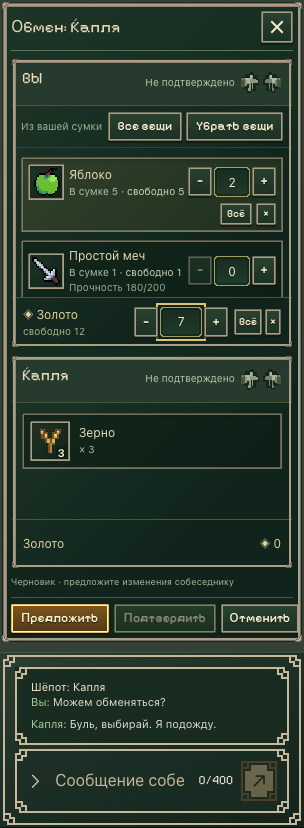 Обмен: Капля
×
Вы
Не подтверждено
Из вашей сумки
Все вещи
Убрать вещи
Яблоко
В сумке 5 · свободно 5
- 2 +
Всё ×
Простой меч
В сумке 1 · свободно 1
Прочность 180/200
- 0 +
Золото
свободно 12
- 7 +
Всё ×
Капля
Не подтверждено
3
Зерно
× 3
Золото
0
Черновик · предложите изменения собеседнику
Предложить
Подтвердить
Отменить
Шёпот: Капля
Вы: Можем обменяться?
Капля: Буль, выбирай. Я подожду.
Сообщение собе
0/400